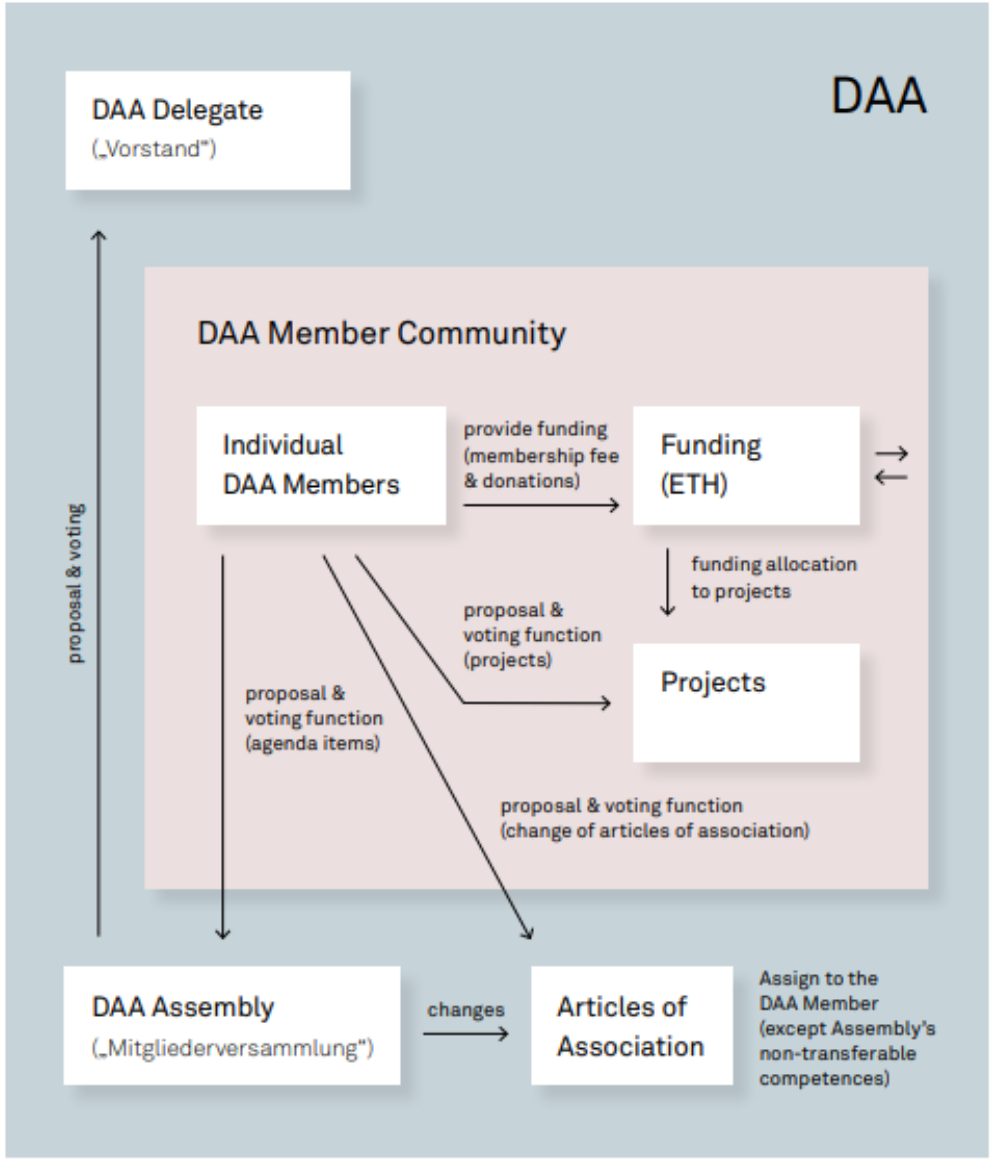 DAA
DAA Delegate
(„Vorstand“)
DAA Member Community
Individual
DAA Members
provide funding
(membership fee
& donations)
Funding
(ETH)
funding allocation
to projects
proposal &
voting function
(projects)
Projects
proposal & voting
proposal &
voting function
(agenda items)
proposal & voting function
(change of articles of association)
DAA Assembly
(„Mitgliederversammlung“)
changes
Articles of
Association
Assign to the
DAA Member
(except Assembly's
non-transferable
competences)